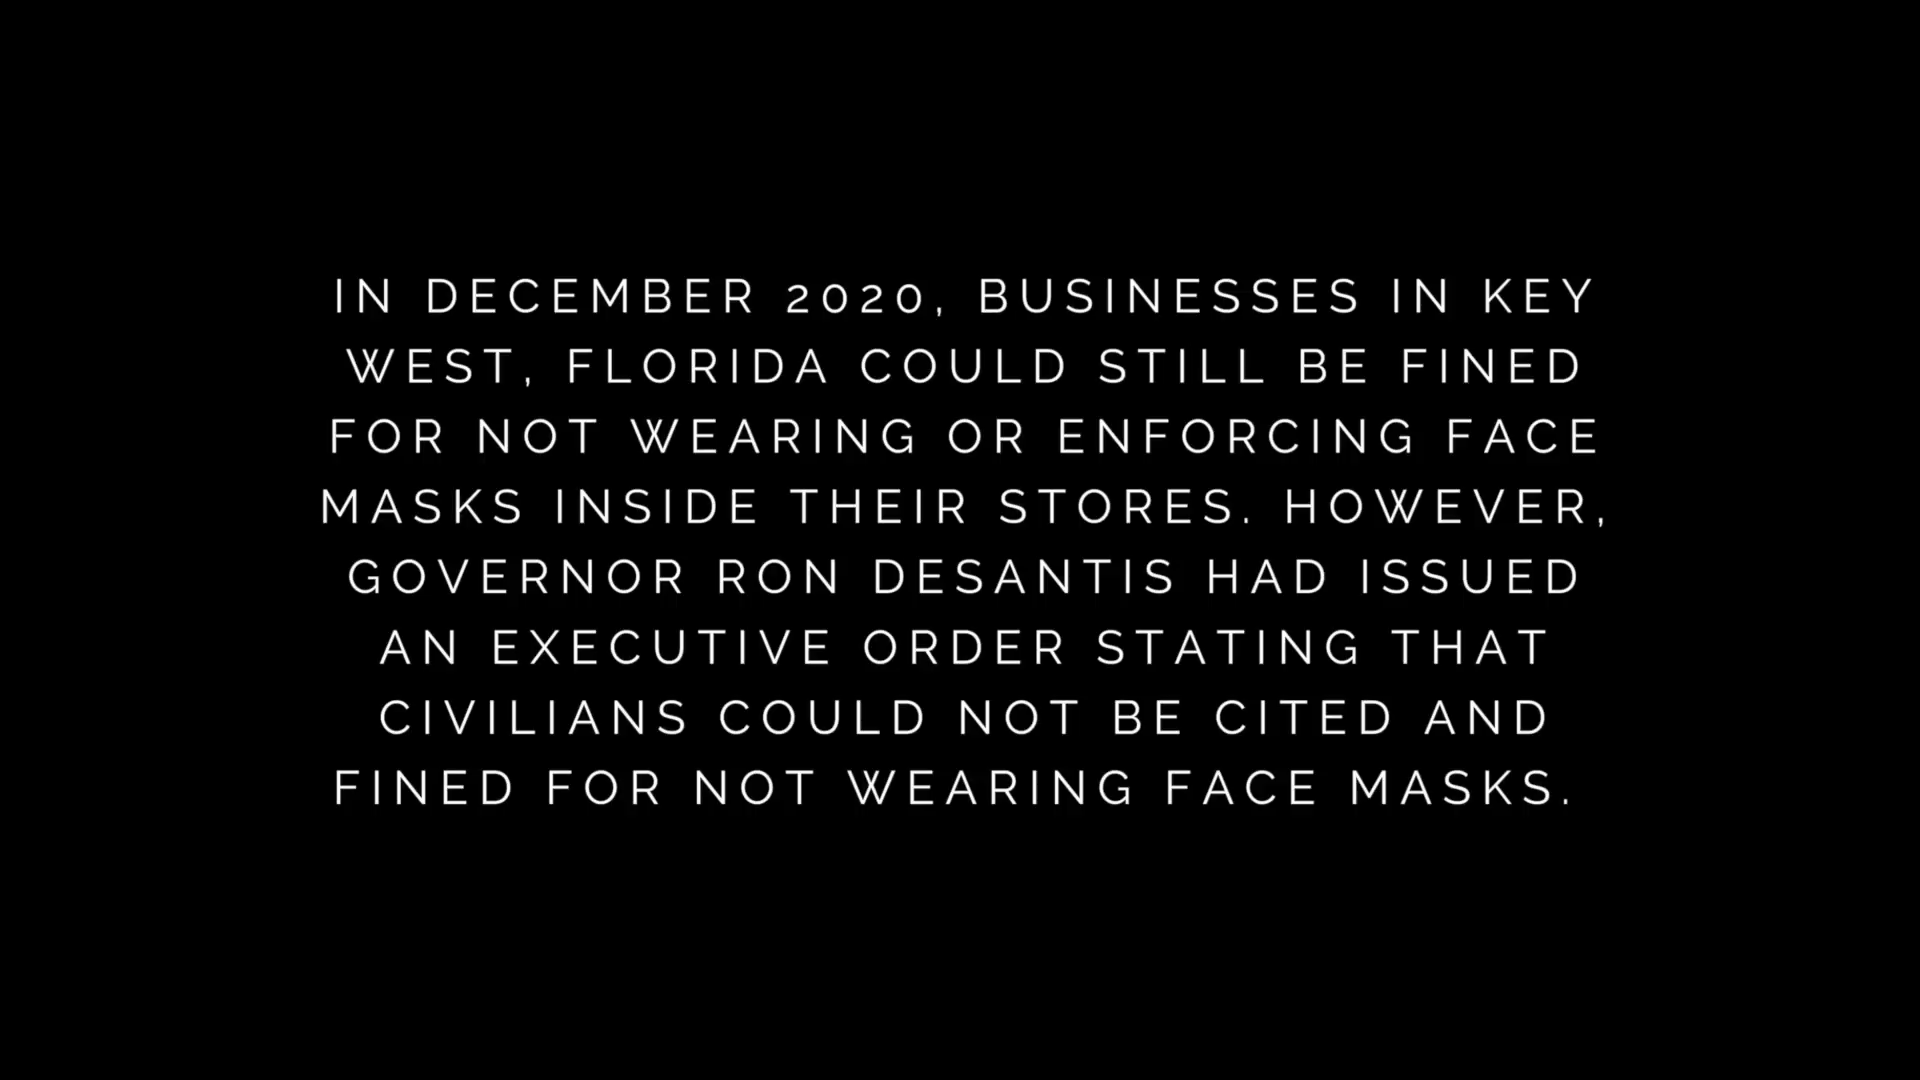 IN DECEMBER 2020, BUSINESSES IN KEY
WEST, FLORIDA COULD STILL BE FINED
FOR NOT WEARING OR ENFORCING FACE
MASKS INSIDE THEIR STORES. HOWEVER,
GOVERNOR RON DESANTIS HAD ISSUED
AN EXECUTIVE ORDER STATING THAT
CIVILIANS COULD NOT BE CITED AND
FINED FOR NOT WEARING FACE MASKS.